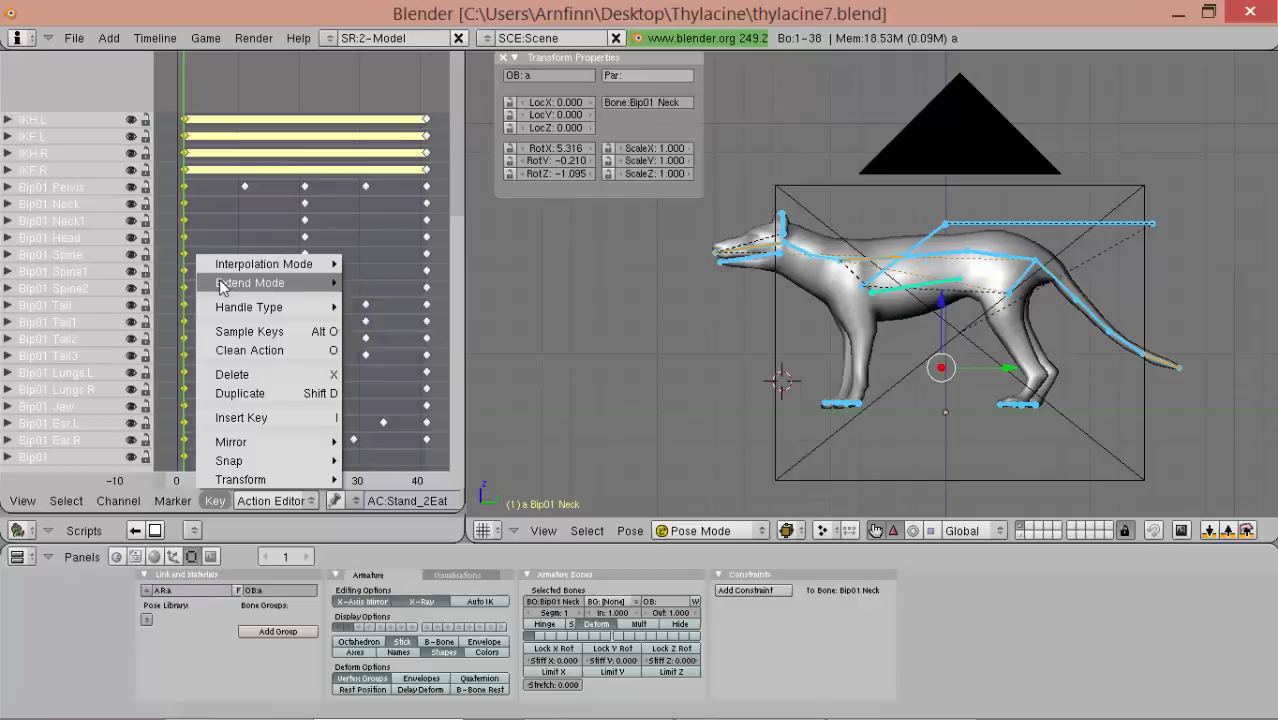 Blender [C:\Users\Arnfinn\Desktop\Thylacine\thylacine7.blend]
File Add Timeline Game Render Help SR:2-Model SCE:Scene www.blender.org 249.2 Bo:1-38 | Mem:18.53M (0.09M) a
Transform Properties
OB: a Par:
LocX: 0.000 Bone:Bip01 Neck
LocY: 0.000
LocZ: 0.000
RotX: 5.316 ScaleX: 1.000
RotY: -0.210 ScaleY: 1.000
RotZ: -1.095 ScaleZ: 1.000
IKH.L
IKF.L
IKH.R
IKF.R
Bip01 Pelvis
Bip01 Neck
Bip01 Neck1
Bip01 Head
Bip01 Spine
Bip01 Spine1
Bip01 Spine2
Bip01 Tail
Bip01 Tail1
Bip01 Tail2
Bip01 Tail3
Bip01 Lungs.L
Bip01 Lungs.R
Bip01 Jaw
Bip01 Ear.L
Bip01 Ear.R
Bip01
Interpolation Mode
Extend Mode
Handle Type
Sample Keys Alt O
Clean Action O
Delete X
Duplicate Shift D
Insert Key I
Mirror
Snap
Transform
-10 0 30 40
View Select Channel Marker Key Action Editor AC:Stand_2Eat
z
y
(1) a Bip01 Neck
Scripts
View Select Pose Pose Mode Global
Panels 1
Link and Materials
AR:a F OB:a
Pose Library: Bone Groups:
Add Group
Armature Visualisations
Editing Options
X-Axis Mirror X-Ray Auto IK
Display Options
Octahedron Stick B-Bone Envelope
Axes Names Shapes Colors
Deform Options
Vertex Groups Envelopes Quaternion
Rest Position Delay Deform B-Bone Rest
Armature Bones
Selected Bones
BO:Bip01 Neck BG: [None] OB: W
Segm: 1 In: 1.000 Out: 1.000
Hinge S Deform Mult Hide
Lock X Rot Lock Y Rot Lock Z Rot
Stiff X: 0.000 Stiff Y: 0.000 Stiff Z: 0.000
Limit X Limit Y Limit Z
Stretch: 0.000
Constraints
Add Constraint To Bone: Bip01 Neck